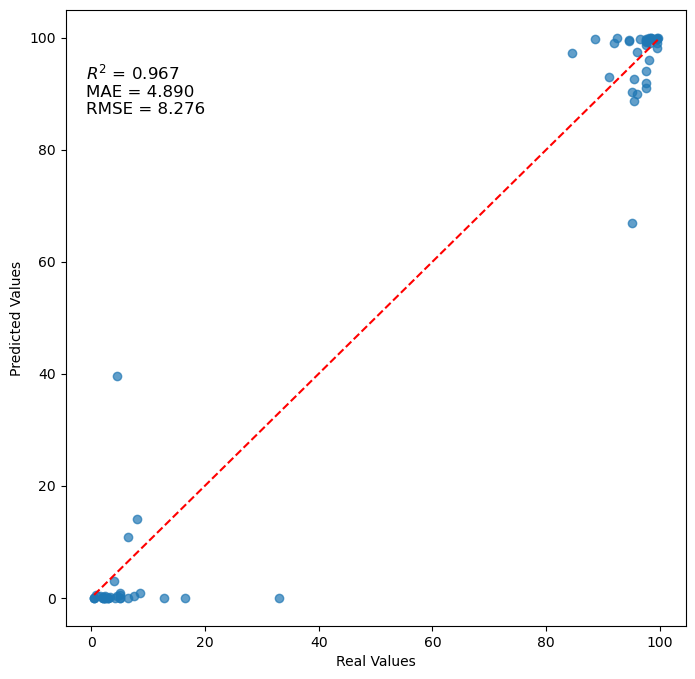 100
80
60
40
20
0
Predicted Values
R² = 0.967
MAE = 4.890
RMSE = 8.276
0 20 40 60 80 100
Real Values